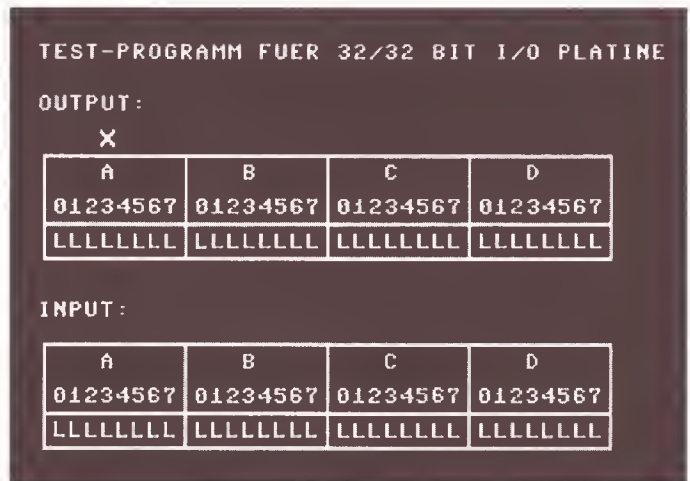 TEST-PROGRAMM FUER 32/32 BIT I/O PLATINE
OUTPUT:
X
A B C D
01234567 01234567 01234567 01234567
LLLLLLLL LLLLLLLL LLLLLLLL LLLLLLLL
INPUT:
A B C D
01234567 01234567 01234567 01234567
LLLLLLLL LLLLLLLL LLLLLLLL LLLLLLLL